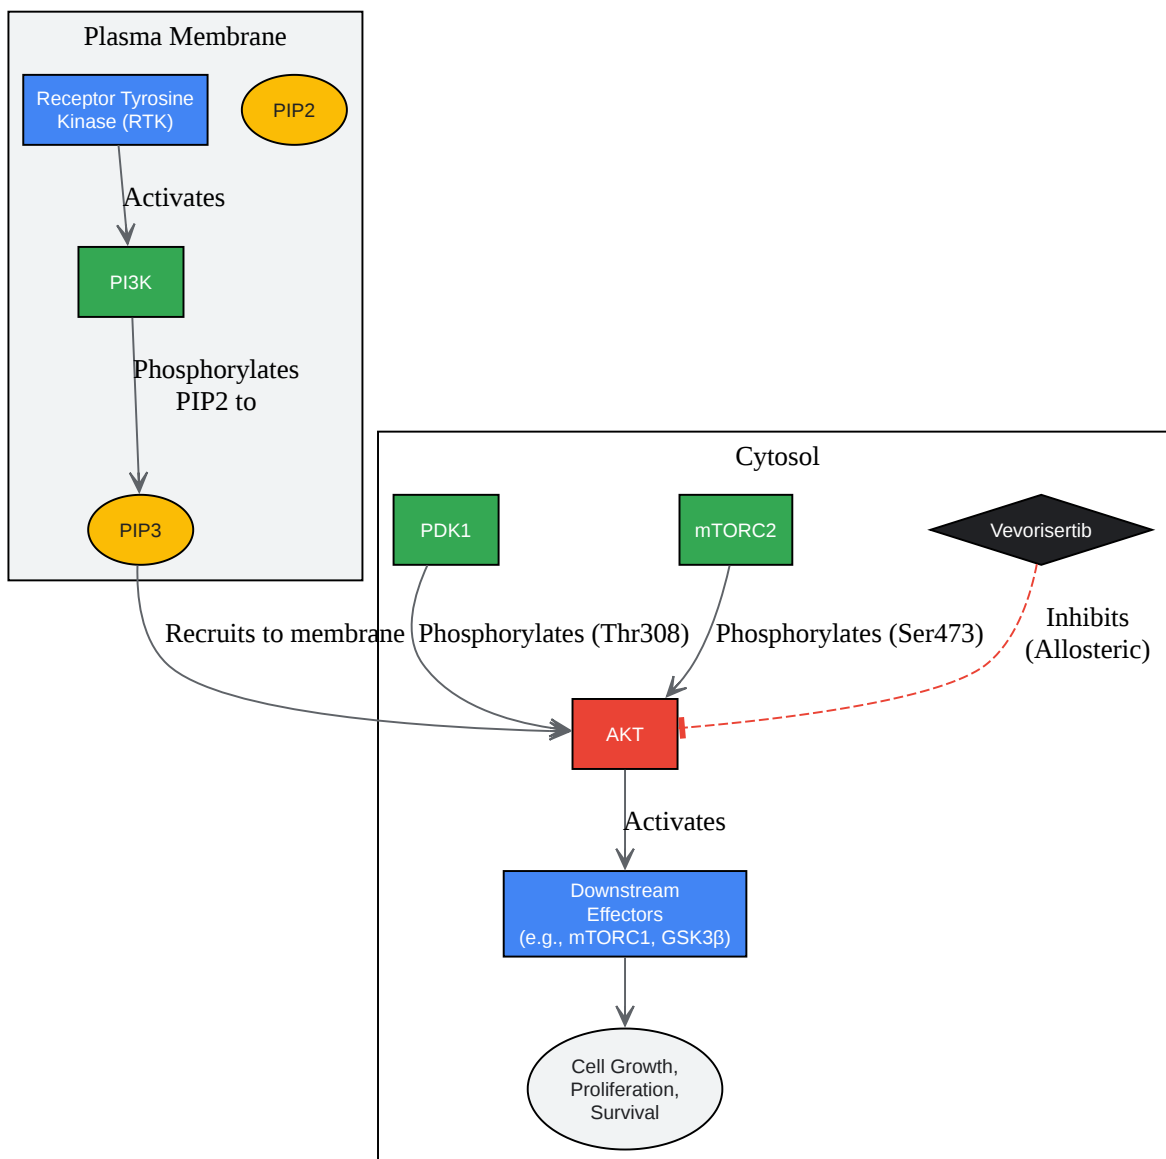 Plasma Membrane
Receptor Tyrosine
Kinase (RTK)
PIP2
Activates
PI3K
Phosphorylates
PIP2 to
PIP3
Cytosol
PDK1
mTORC2
Vevorisertib
Recruits to membrane
Phosphorylates (Thr308)
Phosphorylates (Ser473)
Inhibits
(Allosteric)
AKT
Activates
Downstream
Effectors
(e.g., mTORC1, GSK3β)
Cell Growth,
Proliferation,
Survival